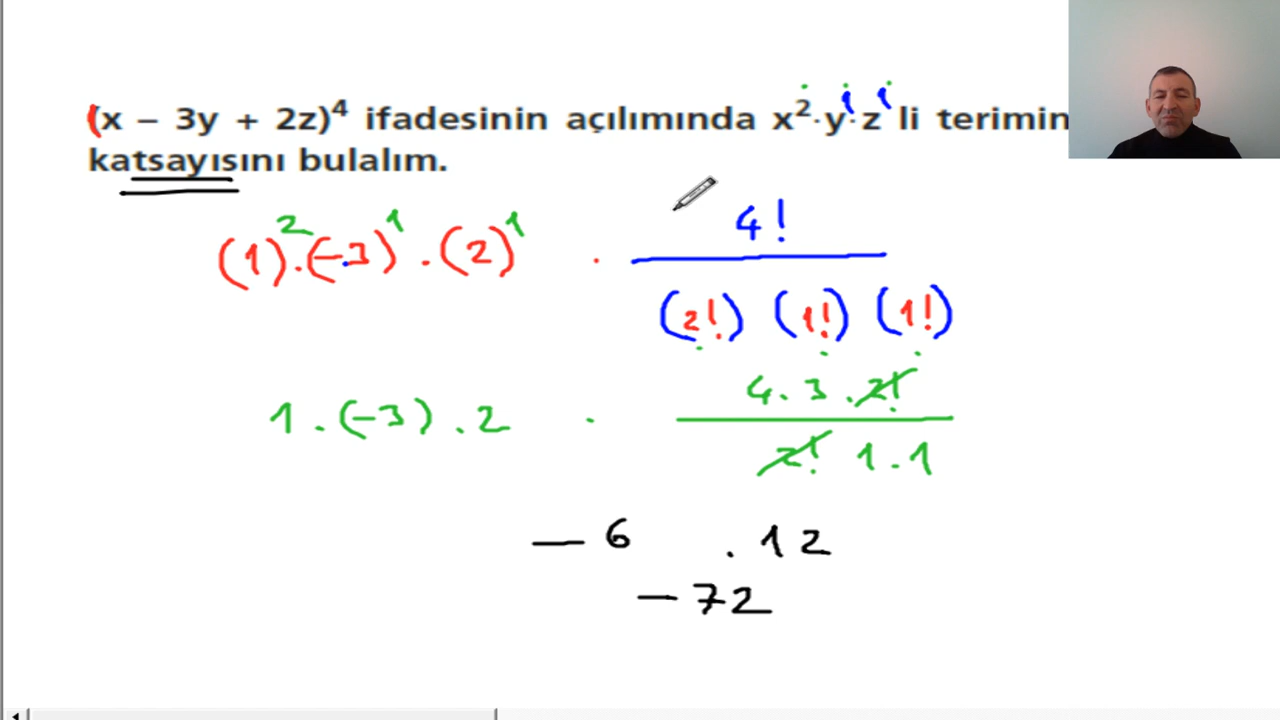 (x – 3y + 2z)⁴ ifadesinin açılımında x²·y¹·z¹ li terimin
katsayısını bulalım.
(1)²·(-3)¹·(2)¹ · 4! / (2!) (1!) (1!)
1·(-3)·2 · 4·3·2! / 2! 1·1
– 6 · 12
– 72